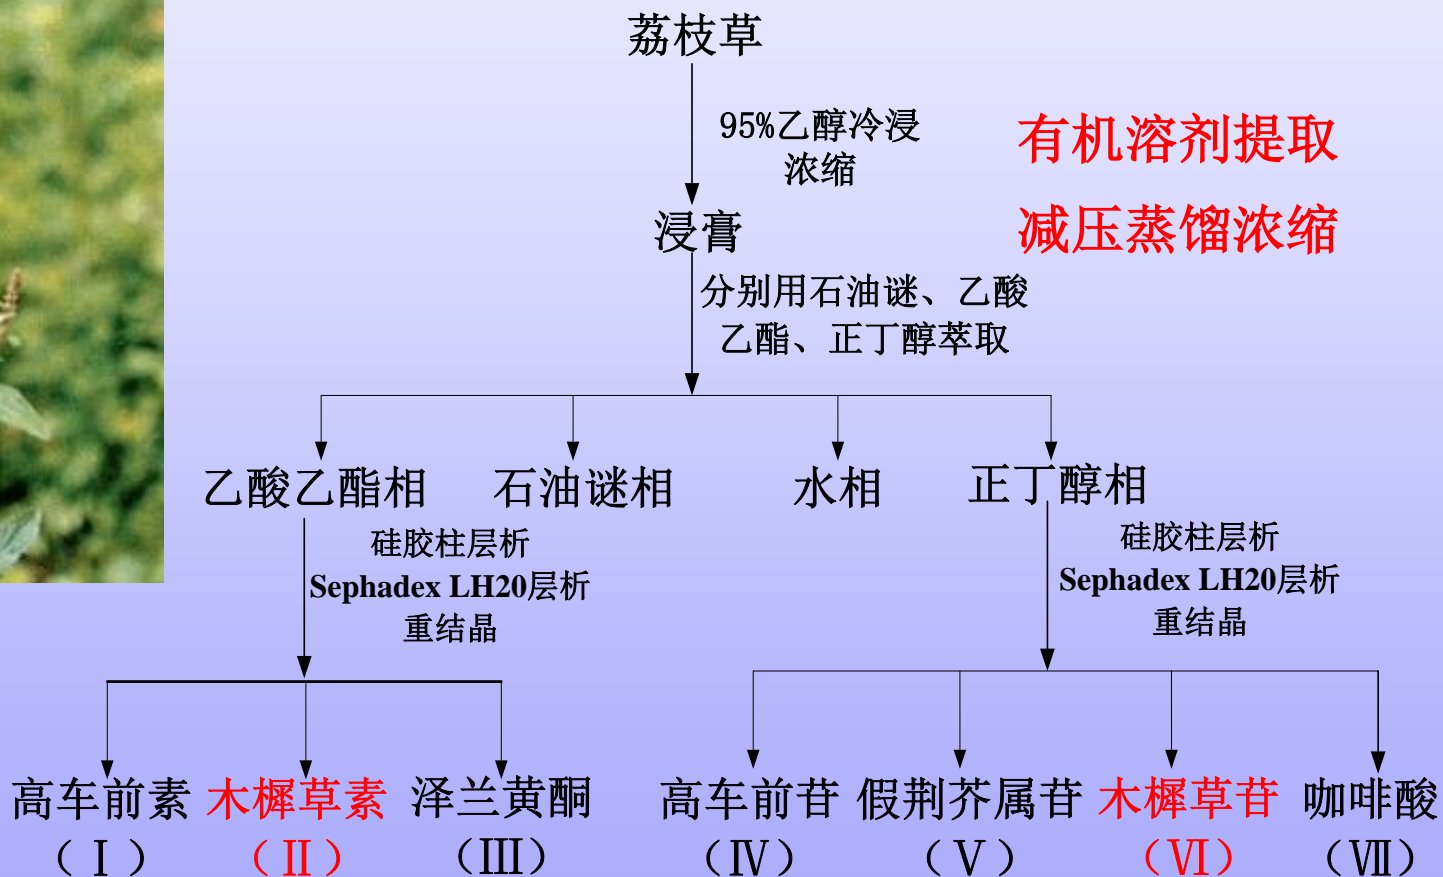 荔枝草
95%乙醇冷浸
浓缩
有机溶剂提取
减压蒸馏浓缩
浸膏
分别用石油谜、乙酸
乙酯、正丁醇萃取
乙酸乙酯相
石油谜相
水相
正丁醇相
硅胶柱层析
Sephadex LH20层析
重结晶
硅胶柱层析
Sephadex LH20层析
重结晶
高车前素
(Ⅰ)
木樨草素
(Ⅱ)
泽兰黄酮
(Ⅲ)
高车前苷
(Ⅳ)
假荆芥属苷
(Ⅴ)
木樨草苷
(Ⅵ)
咖啡酸
(Ⅶ)